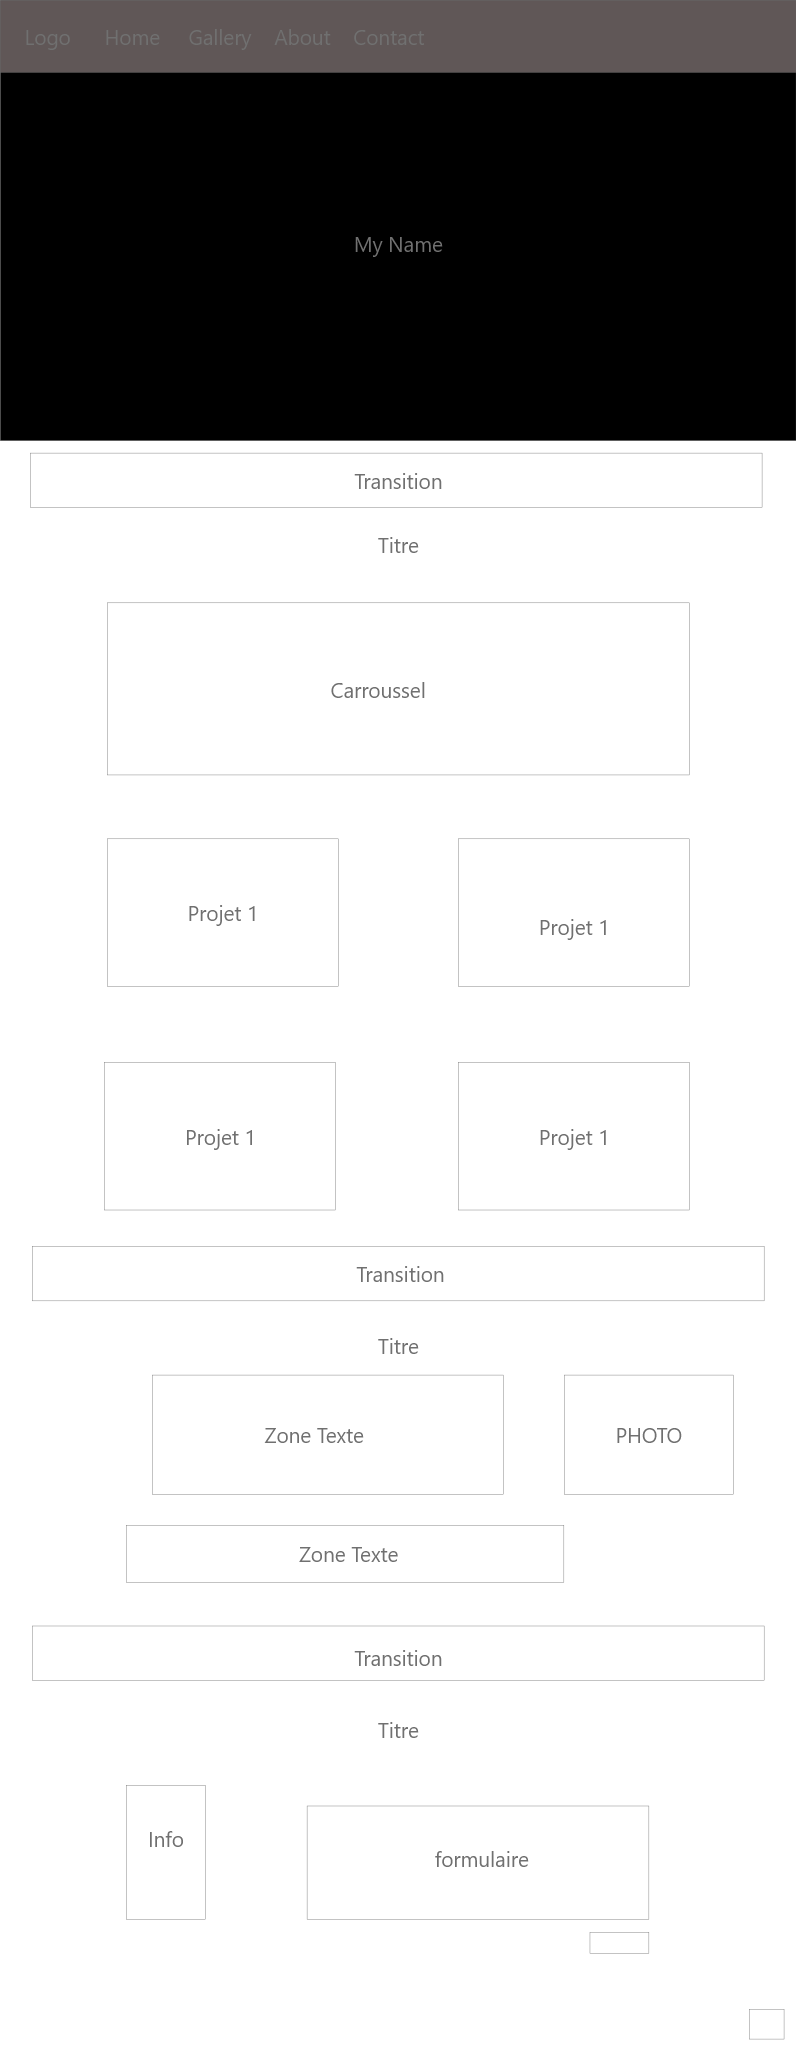 Logo Home Gallery About Contact
My Name
Transition
Titre
Carroussel
Projet 1 Projet 1
Projet 1 Projet 1
Transition
Titre
Zone Texte PHOTO
Zone Texte
Transition
Titre
Info formulaire